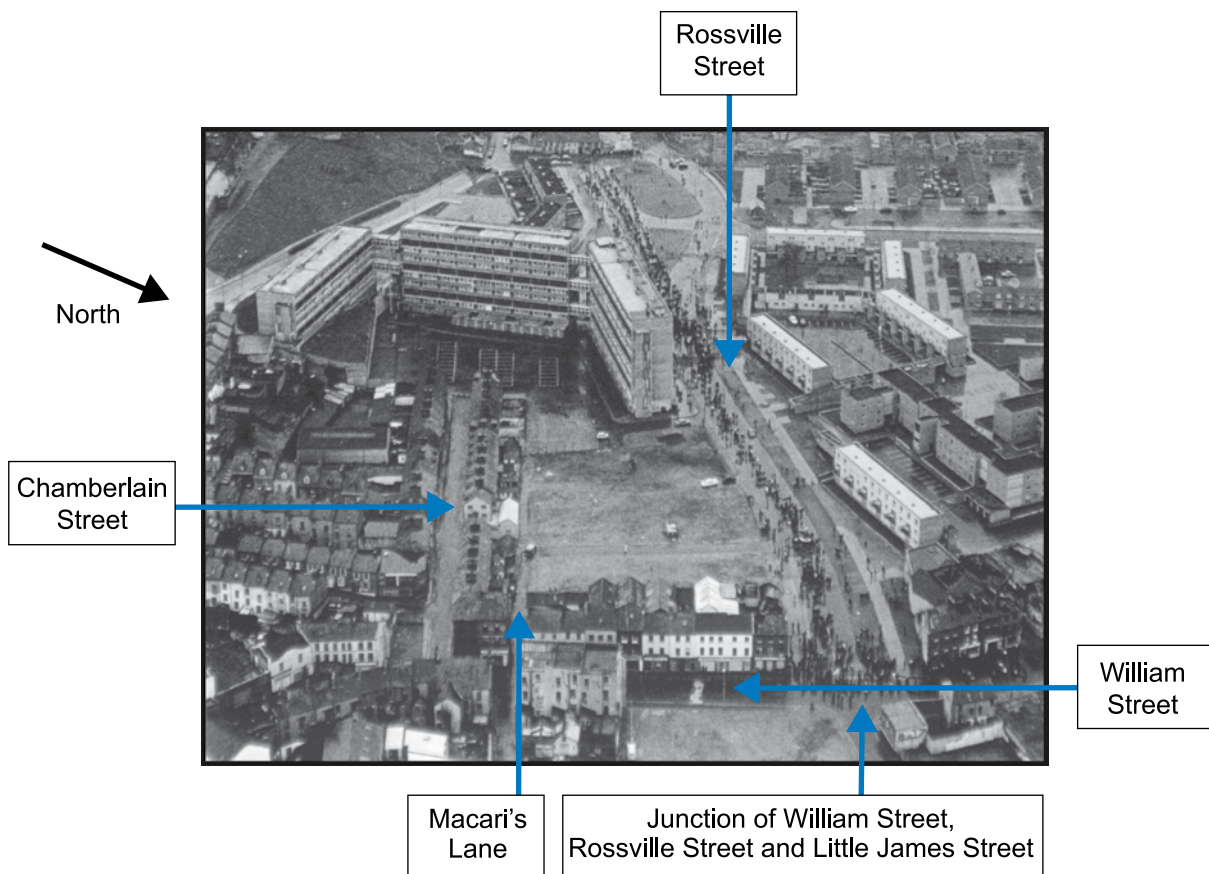 Rossville
Street
North
Chamberlain
Street
William
Street
Macari's
Lane
Junction of William Street,
Rossville Street and Little James Street